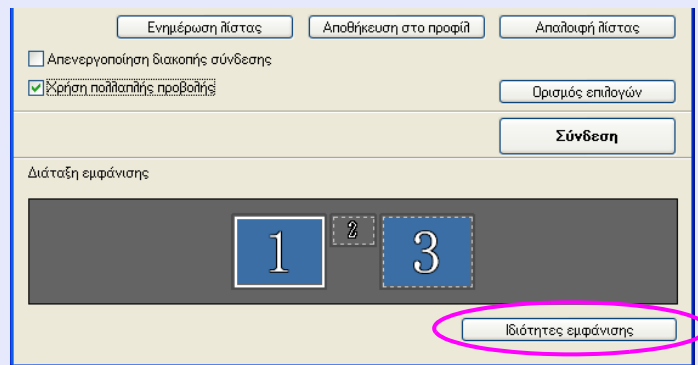 Ενημέρωση λίστας Αποθήκευση στο προφίλ Απαλοιφή λίστας
Απενεργοποίηση διακοπής σύνδεσης
Χρήση πολλαπλής προβολής Ορισμός επιλογών
Σύνδεση
Διάταξη εμφάνισης
1 2 3
Ιδιότητες εμφάνισης